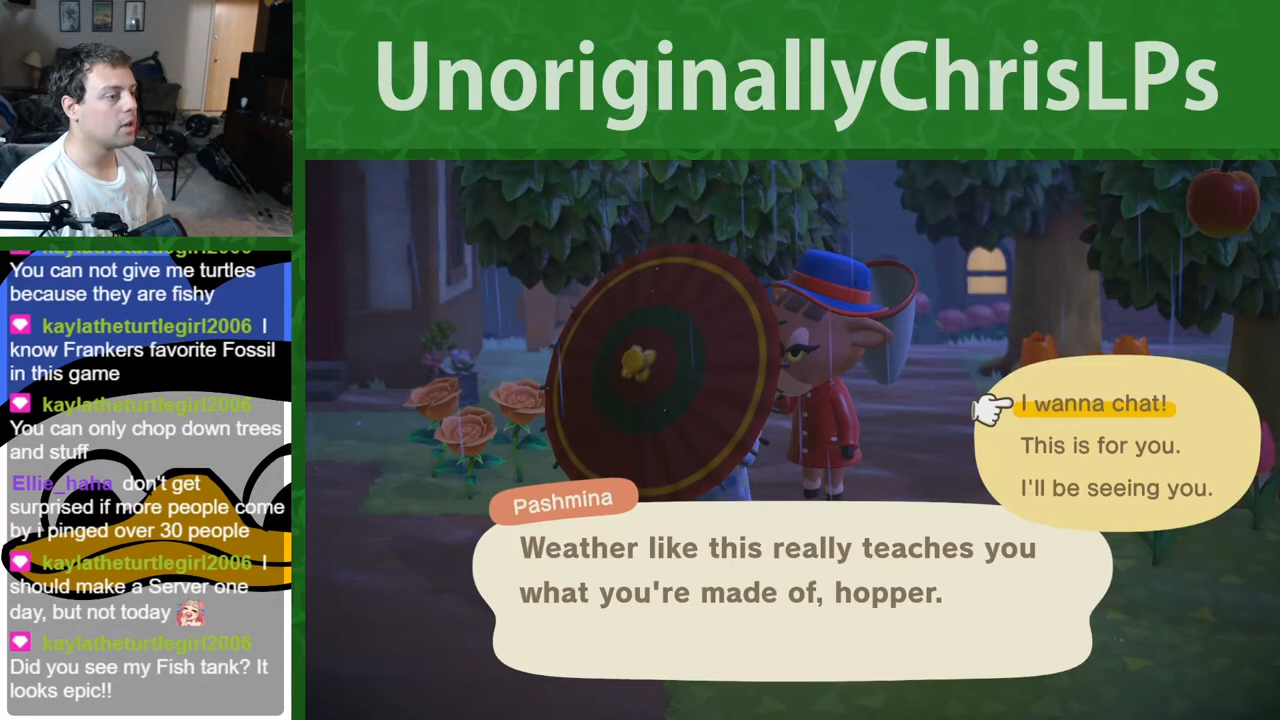 UnoriginallyChrisLPs
You can not give me turtles
because they are fishy
kaylatheturtlegirl2006 I
know Frankers favorite Fossil
in this game
kaylatheturtlegirl2006
You can only chop down trees
and stuff
Ellie_haha don't get
surprised if more people come
by i pinged over 30 people
kaylatheturtlegirl2006 I
should make a Server one
day, but not today
kaylatheturtlegirl2006
Did you see my Fish tank? It
looks epic!!
I wanna chat!
This is for you.
I'll be seeing you.
Pashmina
Weather like this really teaches you
what you're made of, hopper.